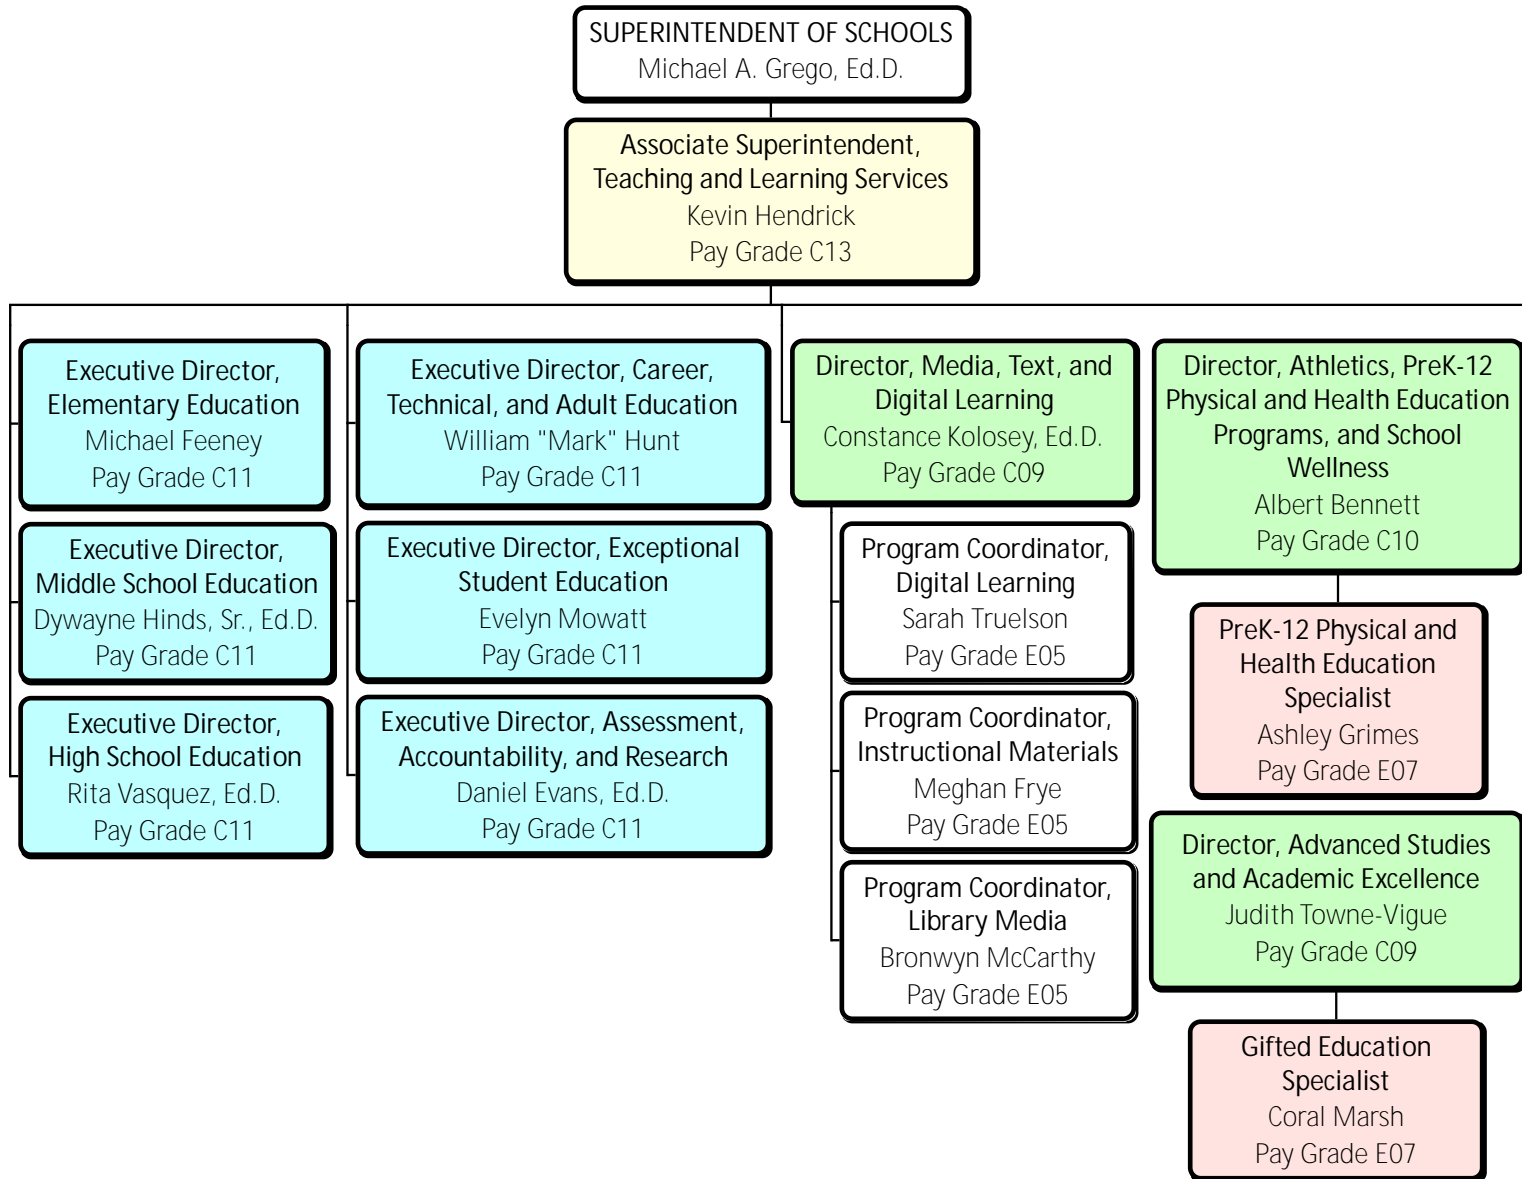 SUPERINTENDENT OF SCHOOLS
Michael A. Grego, Ed.D.
Associate Superintendent,
Teaching and Learning Services
Kevin Hendrick
Pay Grade C13
Executive Director,
Elementary Education
Michael Feeney
Pay Grade C11
Executive Director,
Middle School Education
Dywayne Hinds, Sr., Ed.D.
Pay Grade C11
Executive Director,
High School Education
Rita Vasquez, Ed.D.
Pay Grade C11
Executive Director, Career,
Technical, and Adult Education
William "Mark" Hunt
Pay Grade C11
Executive Director, Exceptional
Student Education
Evelyn Mowatt
Pay Grade C11
Executive Director, Assessment,
Accountability, and Research
Daniel Evans, Ed.D.
Pay Grade C11
Director, Media, Text, and
Digital Learning
Constance Kolosey, Ed.D.
Pay Grade C09
Program Coordinator,
Digital Learning
Sarah Truelson
Pay Grade E05
Program Coordinator,
Instructional Materials
Meghan Frye
Pay Grade E05
Program Coordinator,
Library Media
Bronwyn McCarthy
Pay Grade E05
Director, Athletics, PreK-12
Physical and Health Education
Programs, and School
Wellness
Albert Bennett
Pay Grade C10
PreK-12 Physical and
Health Education
Specialist
Ashley Grimes
Pay Grade E07
Director, Advanced Studies
and Academic Excellence
Judith Towne-Vigue
Pay Grade C09
Gifted Education
Specialist
Coral Marsh
Pay Grade E07